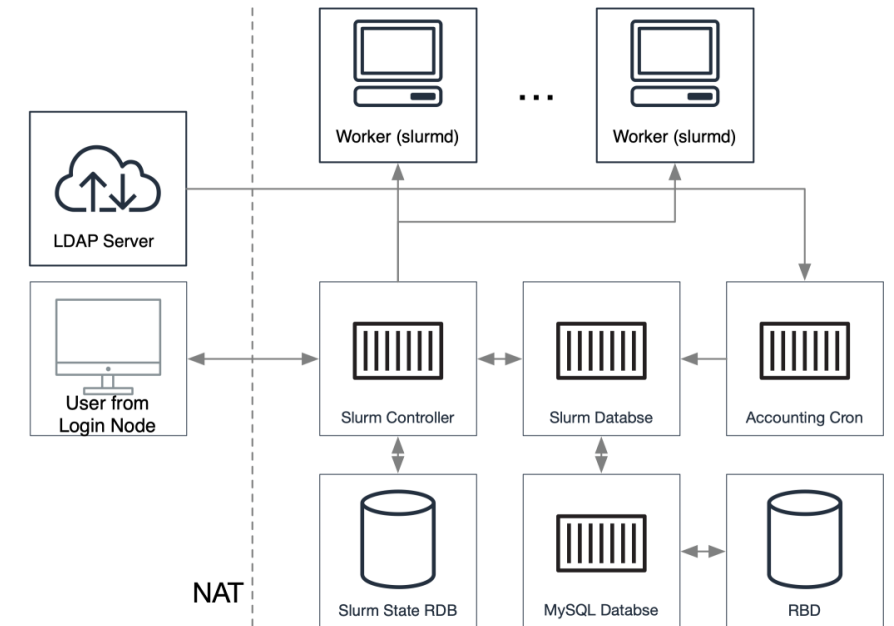 ...
Worker (slurmd)
Worker (slurmd)
LDAP Server
User from
Login Node
Slurm Controller
Slurm Databse
Accounting Cron
NAT
Slurm State RDB
MySQL Databse
RBD